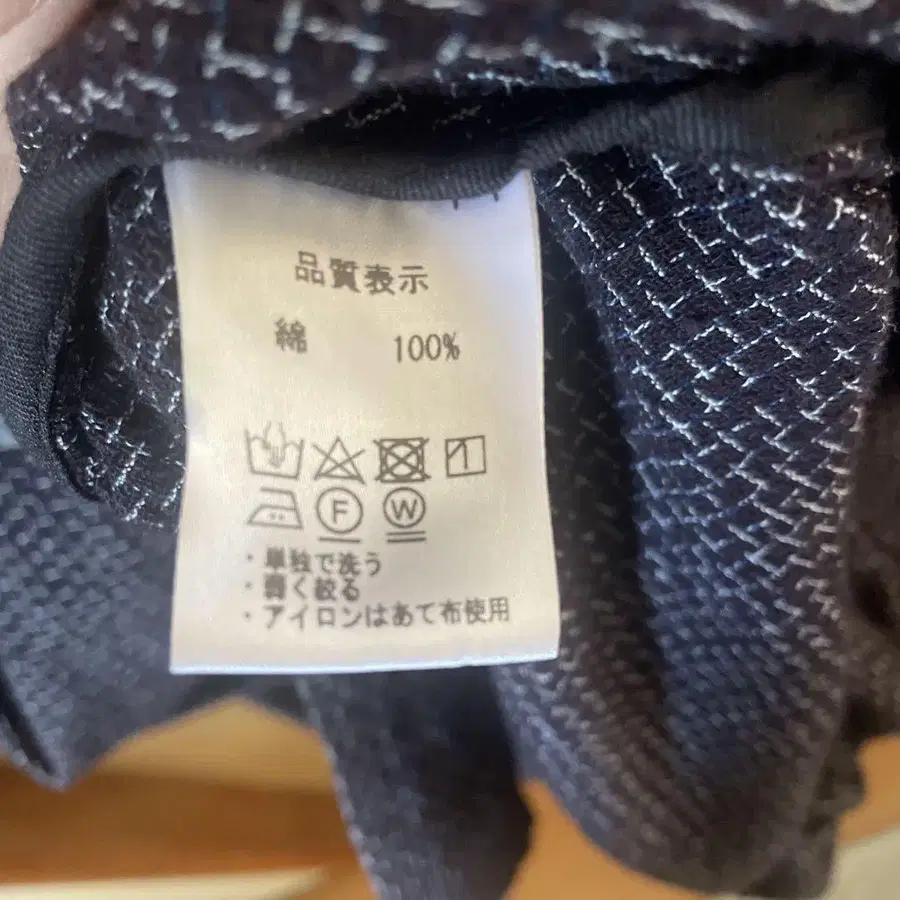 品質表示
綿 100%
F W
・単独で洗う
・弱く絞る
・アイロンはあて布使用